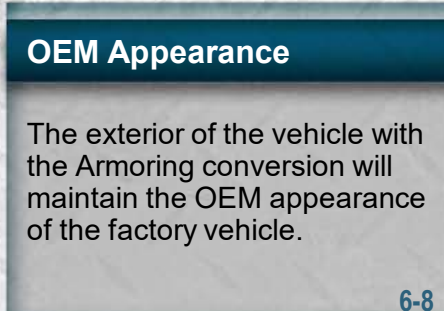 OEM Appearance
The exterior of the vehicle with
the Armoring conversion will
maintain the OEM appearance
of the factory vehicle.
6-8